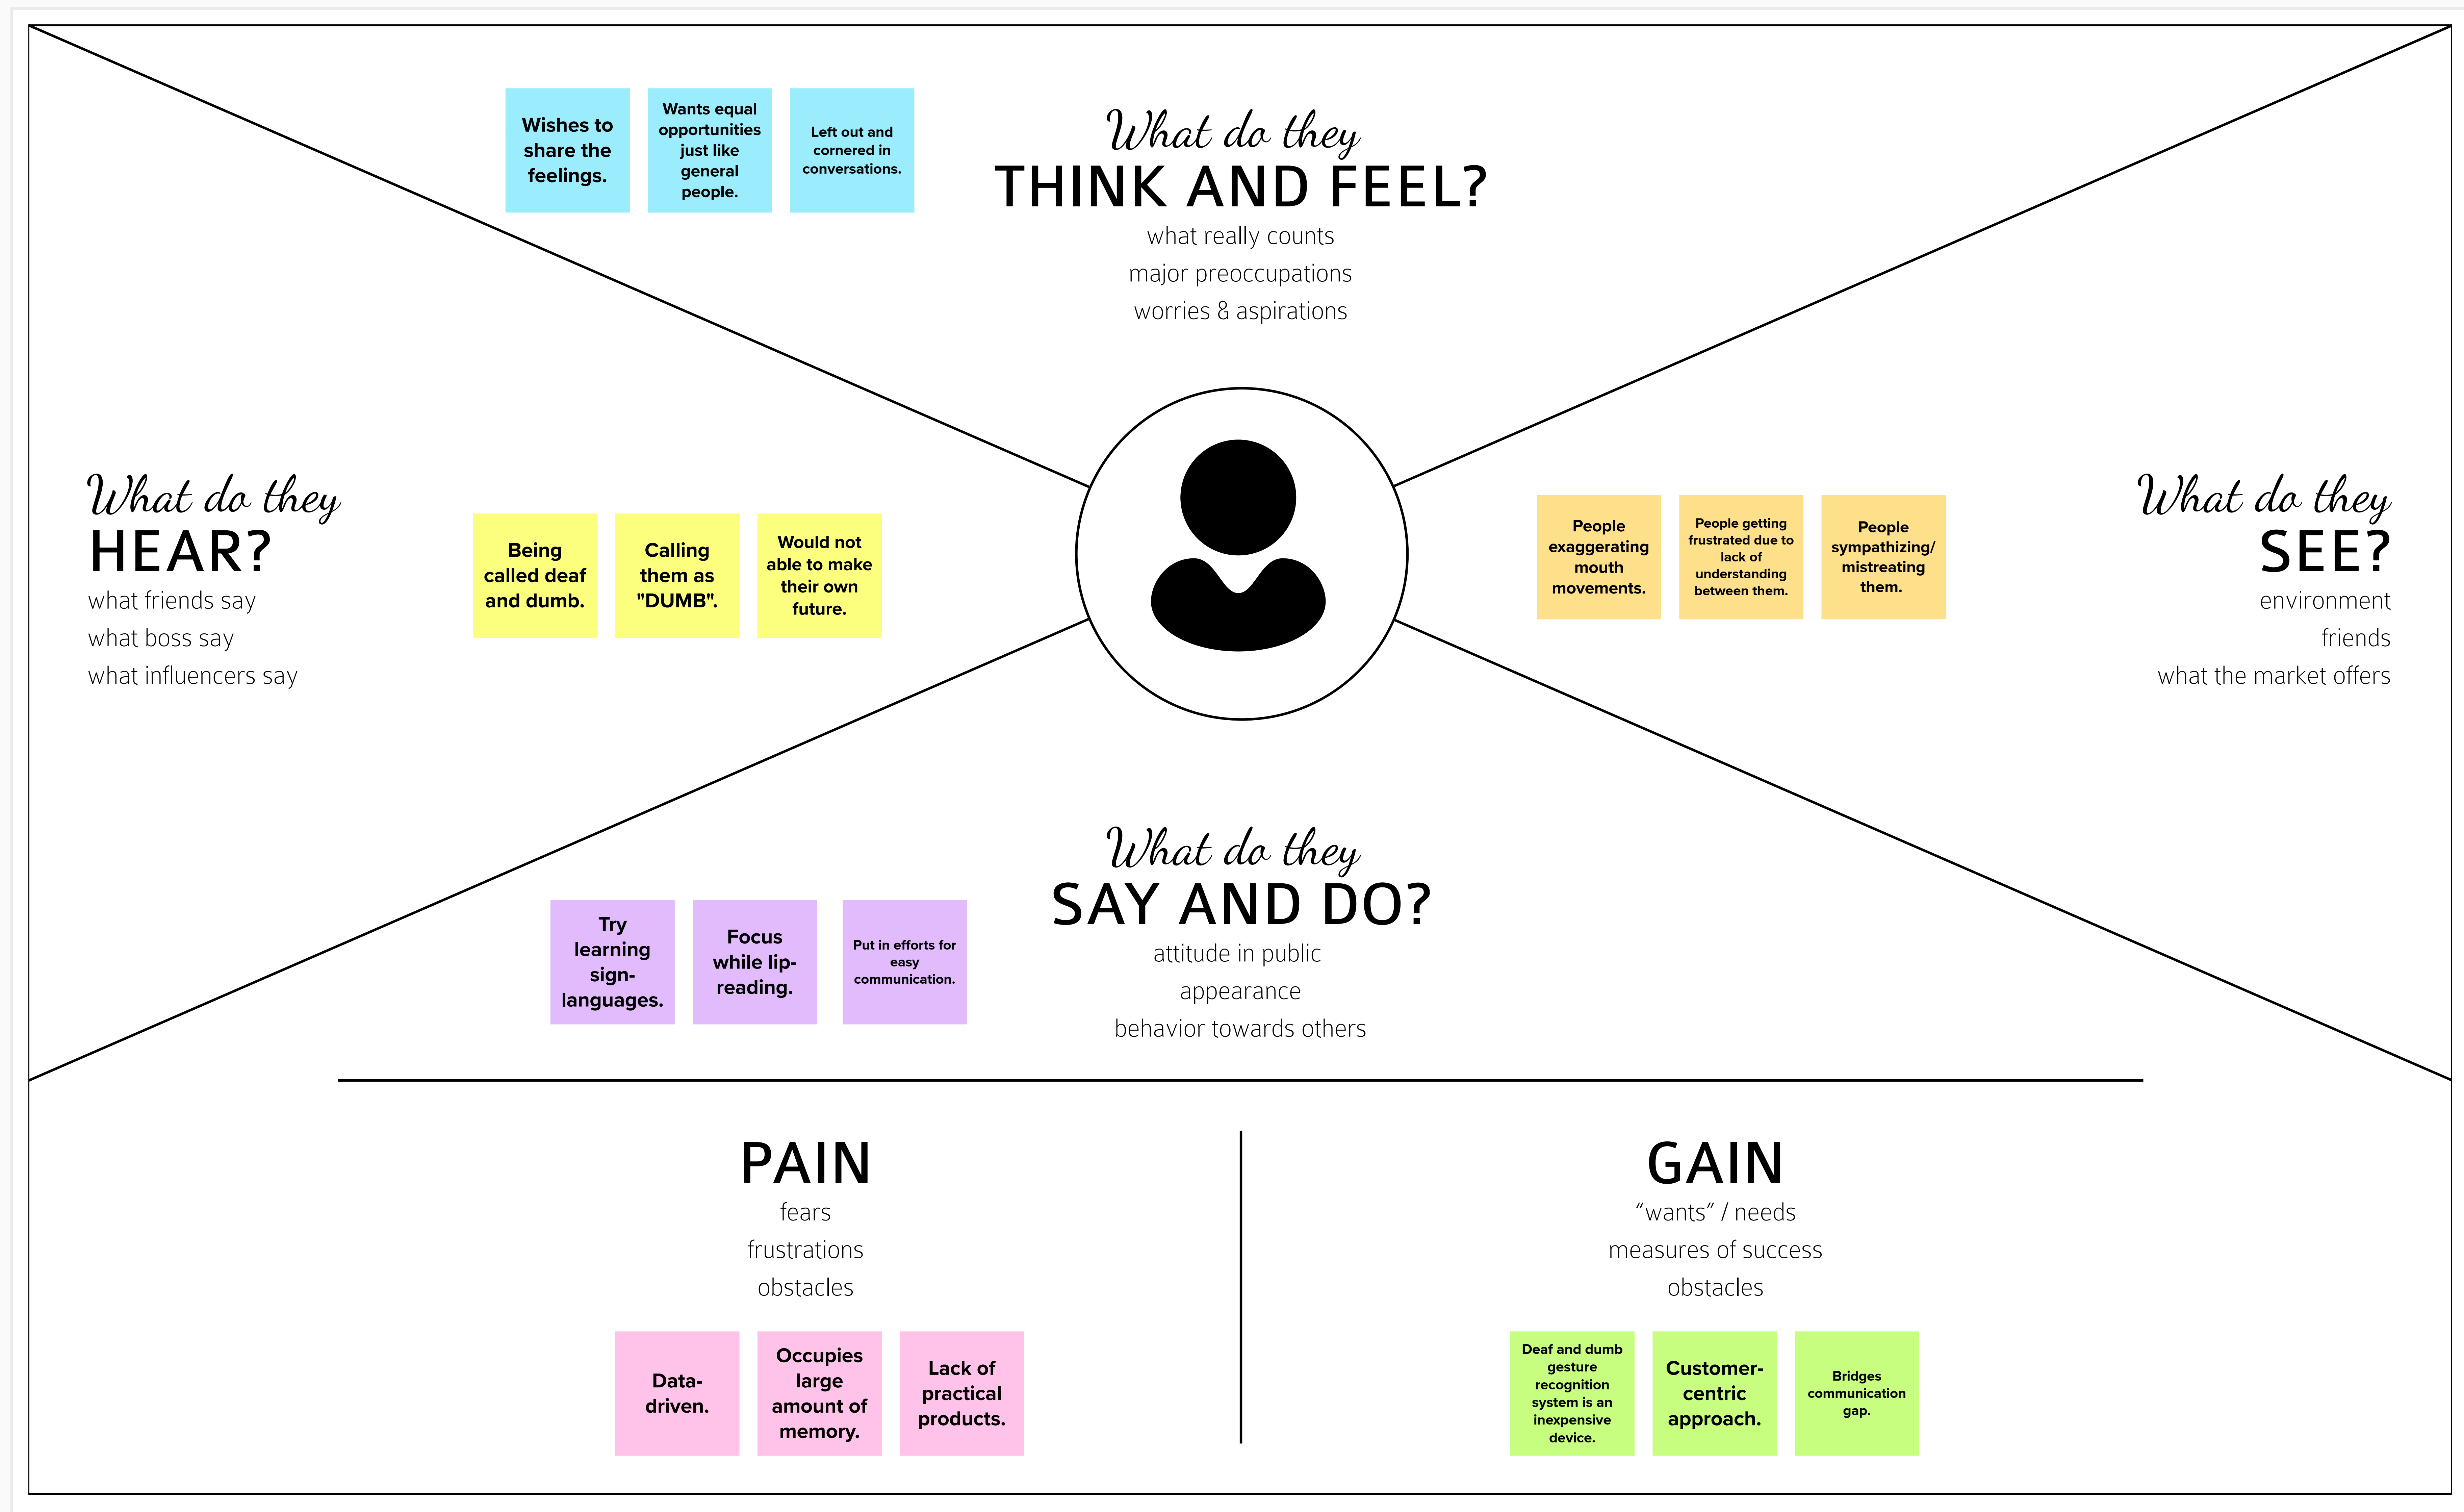 Wishes to
share the
feelings.
Wants equal
opportunities
just like
general
people.
Left out and
cornered in
conversations.
What do they
THINK AND FEEL?
what really counts
major preoccupations
worries & aspirations
What do they
HEAR?
what friends say
what boss say
what influencers say
Being
called deaf
and dumb.
Calling
them as
"DUMB".
Would not
able to make
their own
future.
People
exaggerating
mouth
movements.
People getting
frustrated due to
lack of
understanding
between them.
People
sympathizing/
mistreating
them.
What do they
SEE?
environment
friends
what the market offers
Try
learning
sign-
languages.
Focus
while lip-
reading.
Put in efforts for
easy
communication.
What do they
SAY AND DO?
attitude in public
appearance
behavior towards others
PAIN
fears
frustrations
obstacles
Data-
driven.
Occupies
large
amount of
memory.
Lack of
practical
products.
GAIN
“wants” / needs
measures of success
obstacles
Deaf and dumb
gesture
recognition
system is an
inexpensive
device.
Customer-
centric
approach.
Bridges
communication
gap.